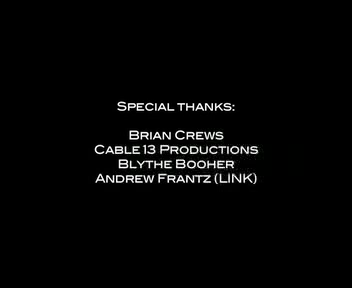 Special thanks:
Brian Crews
Cable 13 Productions
Blythe Booher
Andrew Frantz (LINK)